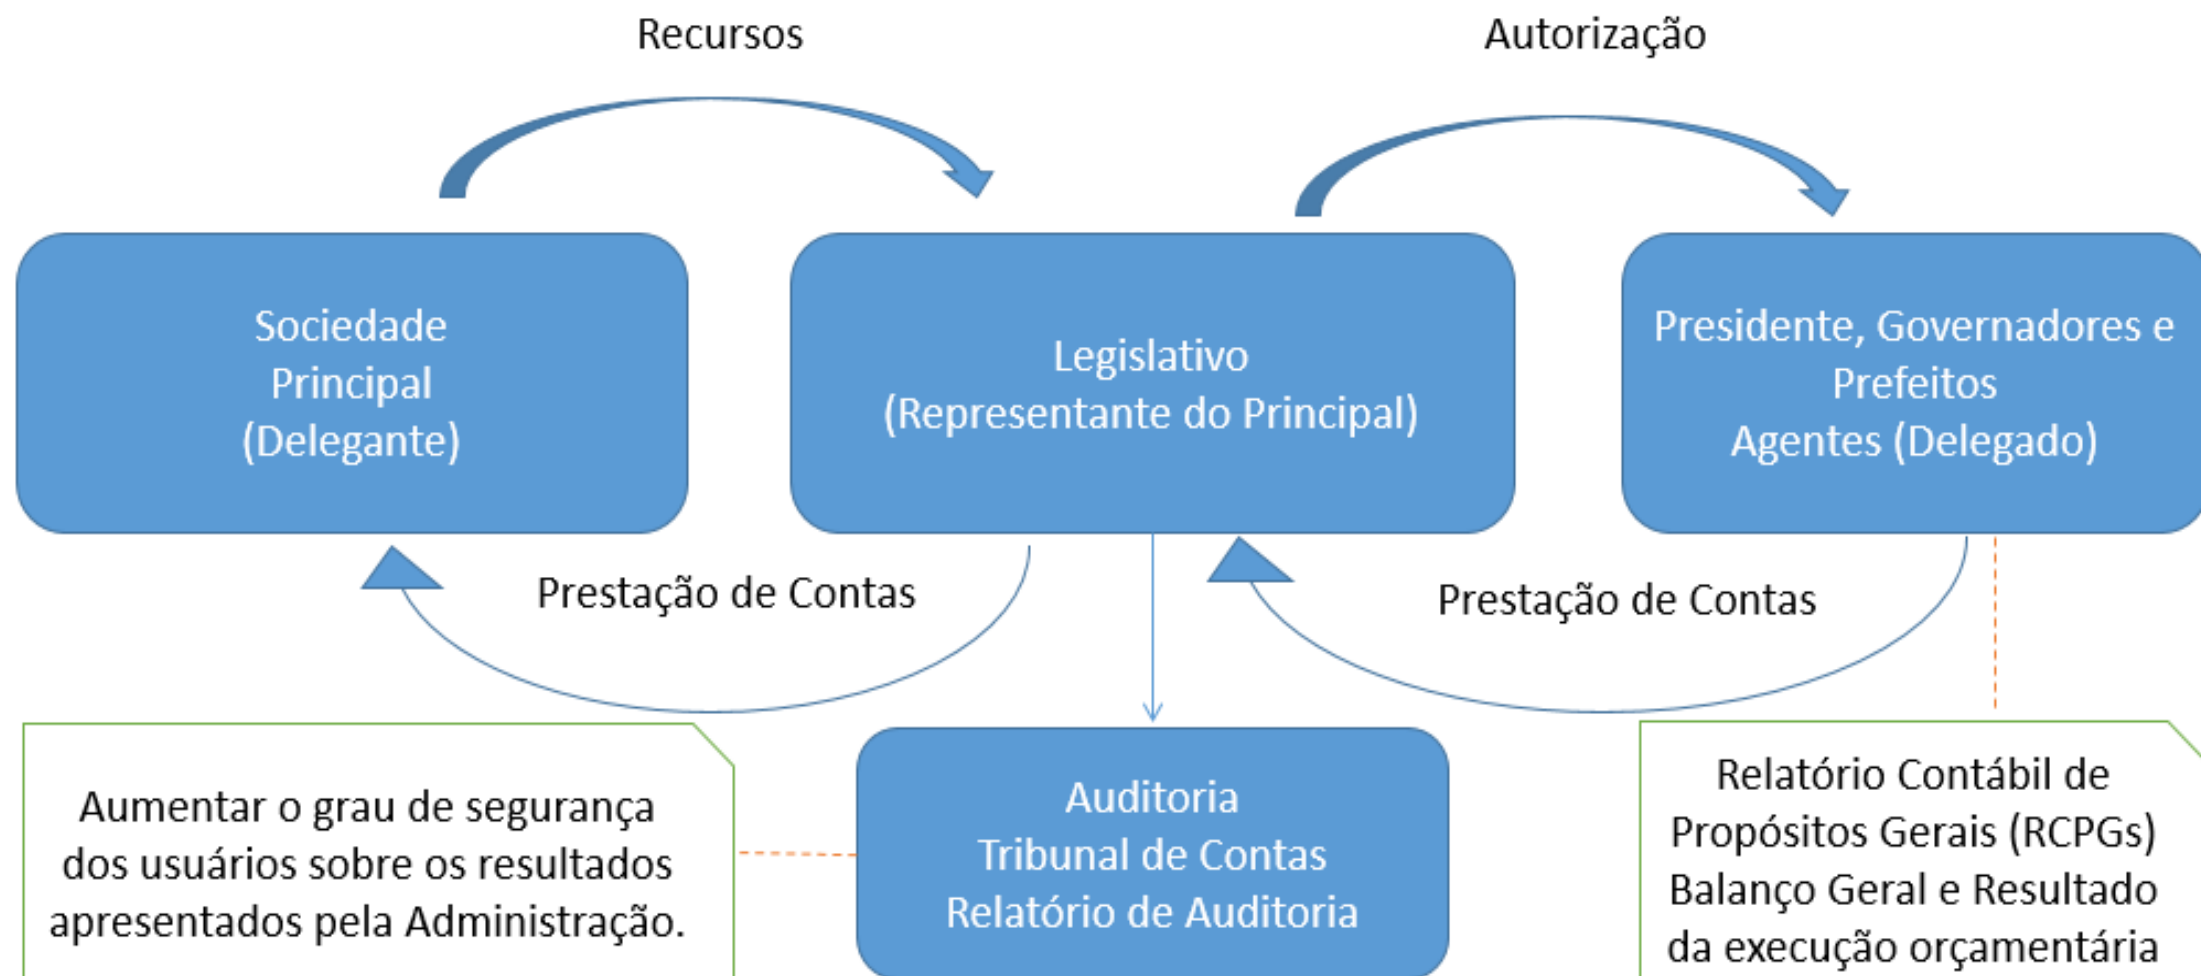 Recursos
Autorização
Sociedade
Principal
(Delegante)
Legislativo
(Representante do Principal)
Presidente, Governadores e
Prefeitos
Agentes (Delegado)
Prestação de Contas
Prestação de Contas
Aumentar o grau de segurança
dos usuários sobre os resultados
apresentados pela Administração.
Auditoria
Tribunal de Contas
Relatório de Auditoria
Relatório Contábil de
Propósitos Gerais (RCPGs)
Balanço Geral e Resultado
da execução orçamentária